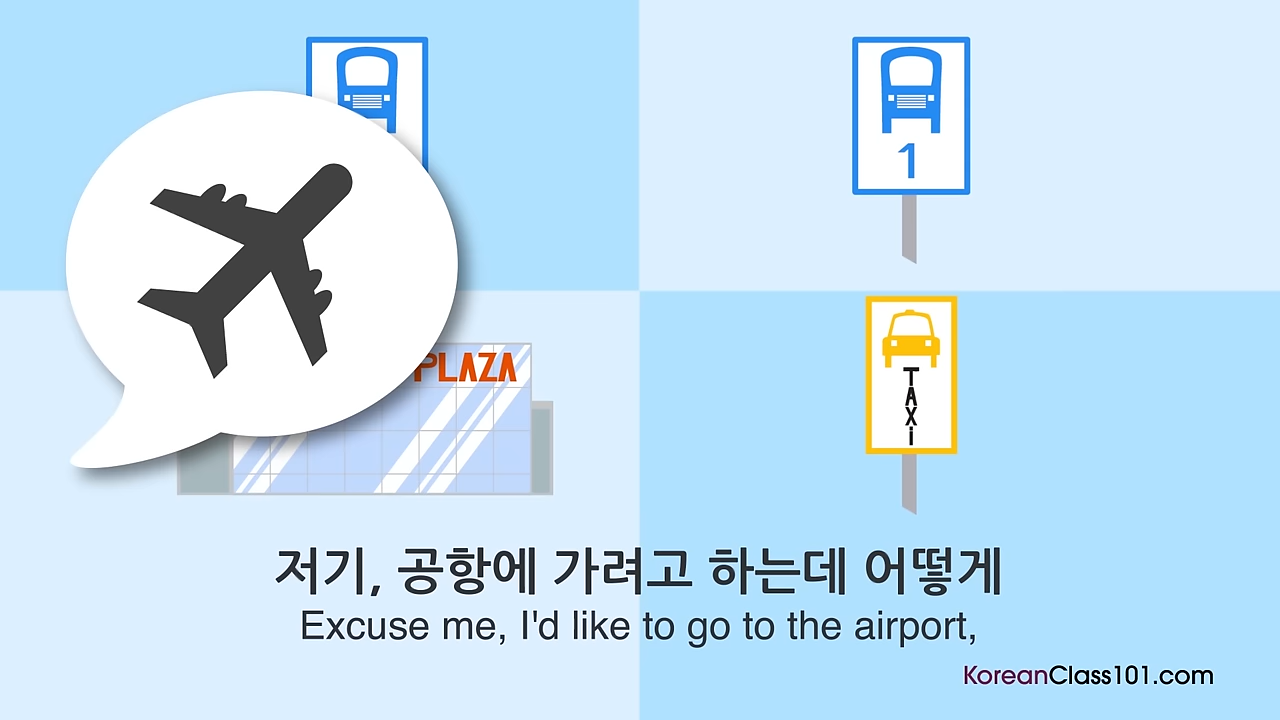 1
PLAZA
TAXi
저기, 공항에 가려고 하는데 어떻게
Excuse me, I'd like to go to the airport,
KoreanClass101.com